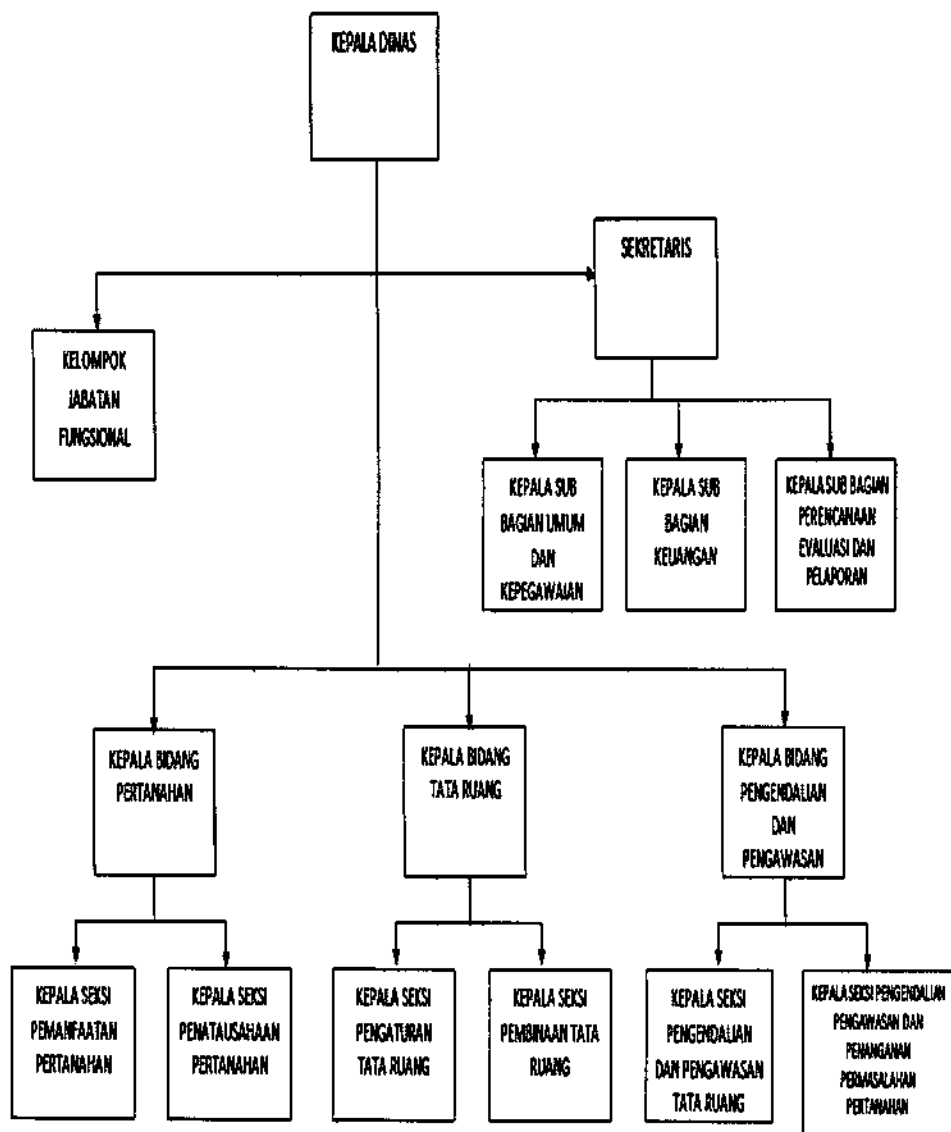 KEPALA DINAS
SEKRETARIS
KELOMPOK
JABATAN
FUNGSIONAL
KEPALA SUB
BAGIAN UMUM
DAN
KEPEGAWAIAN
KEPALA SUB
BAGIAN
KEUANGAN
KEPALA SUB BAGIAN
PERENCANAAN
EVALUASI DAN
PELAPORAN
KEPALA BIDANG
PERTANAHAN
KEPALA BIDANG
TATA RUANG
KEPALA BIDANG
PENGENDALIAN
DAN
PENGAWASAN
KEPALA SEKSI
PEMANFAATAN
PERTANAHAN
KEPALA SEKSI
PENATAUSAHAAN
PERTANAHAN
KEPALA SEKSI
PENGATURAN
TATA RUANG
KEPALA SEKSI
PEMBINAAN TATA
RUANG
KEPALA SEKSI
PENGENDALIAN
DAN PENGAWASAN
TATA RUANG
KEPALA SEKSI PENGENDALIAN
PENGAWASAN DAN
PENANGANAN
PERMASALAHAN
PERTANAHAN